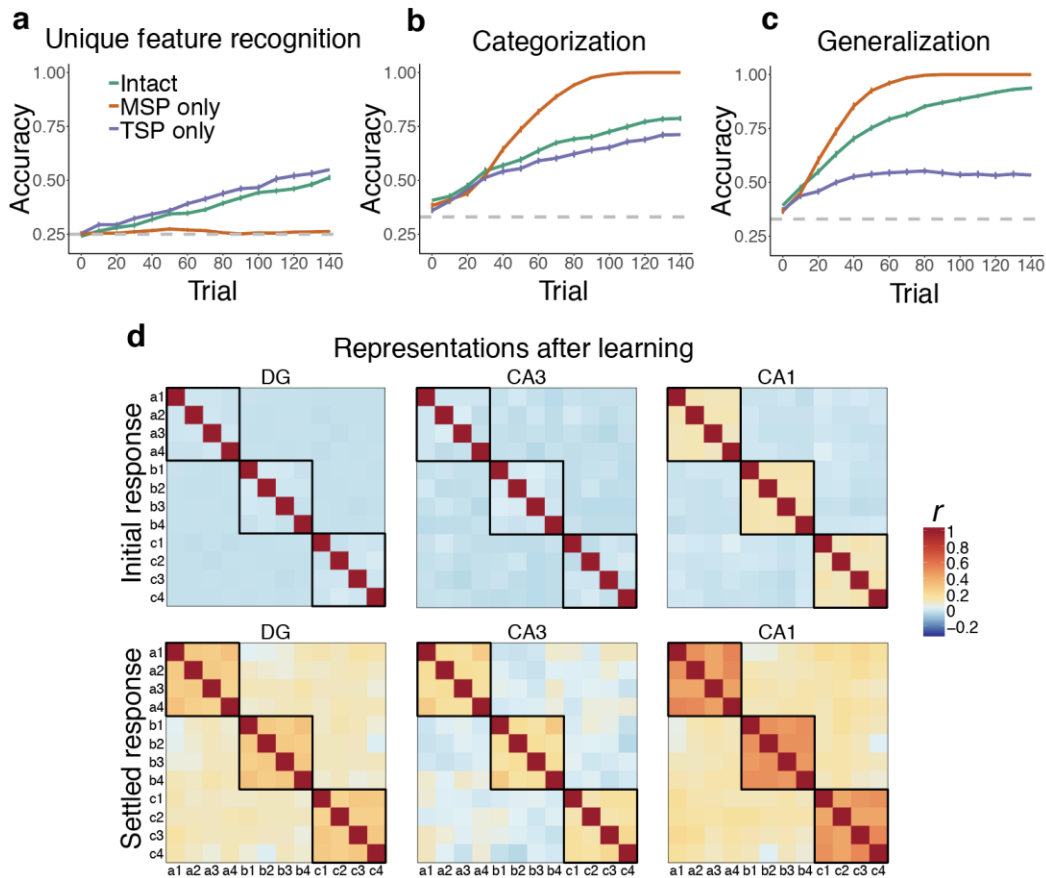 a
Unique feature recognition
Accuracy
1.00
0.75
0.50
0.25
Intact
MSP only
TSP only
0 20 40 60 80 100 120 140
Trial
b
Categorization
Accuracy
1.00
0.75
0.50
0.25
0 20 40 60 80 100 120 140
Trial
c
Generalization
Accuracy
1.00
0.75
0.50
0.25
0 20 40 60 80 100 120 140
Trial
d
Representations after learning
Initial response
DG
CA3
CA1
a1
a2
a3
a4
b1
b2
b3
b4
c1
c2
c3
c4
r
1
0.8
0.6
0.4
0.2
0
−0.2
Settled response
DG
CA3
CA1
a1
a2
a3
a4
b1
b2
b3
b4
c1
c2
c3
c4
a1 a2 a3 a4 b1 b2 b3 b4 c1 c2 c3 c4
a1 a2 a3 a4 b1 b2 b3 b4 c1 c2 c3 c4
a1 a2 a3 a4 b1 b2 b3 b4 c1 c2 c3 c4